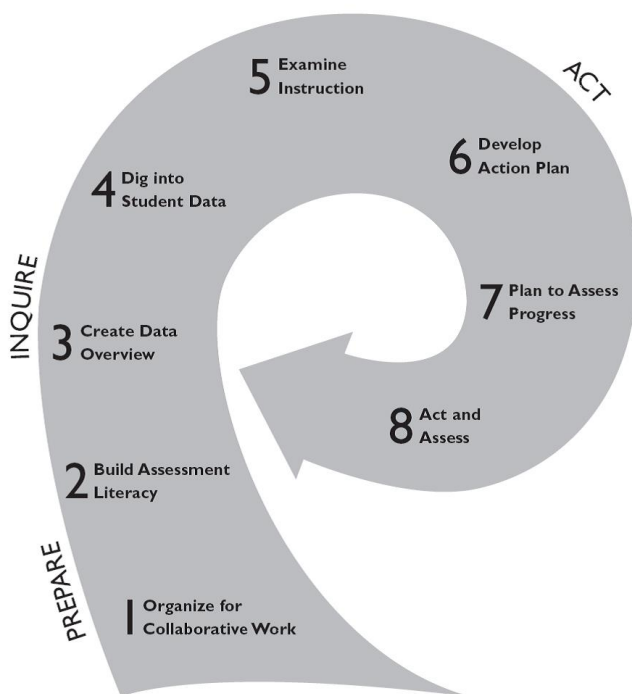 ACT
5 Examine
Instruction
6 Develop
Action Plan
4 Dig into
Student Data
INQUIRE
7 Plan to Assess
Progress
3 Create Data
Overview
8 Act and
Assess
2 Build Assessment
Literacy
PREPARE
1 Organize for
Collaborative Work